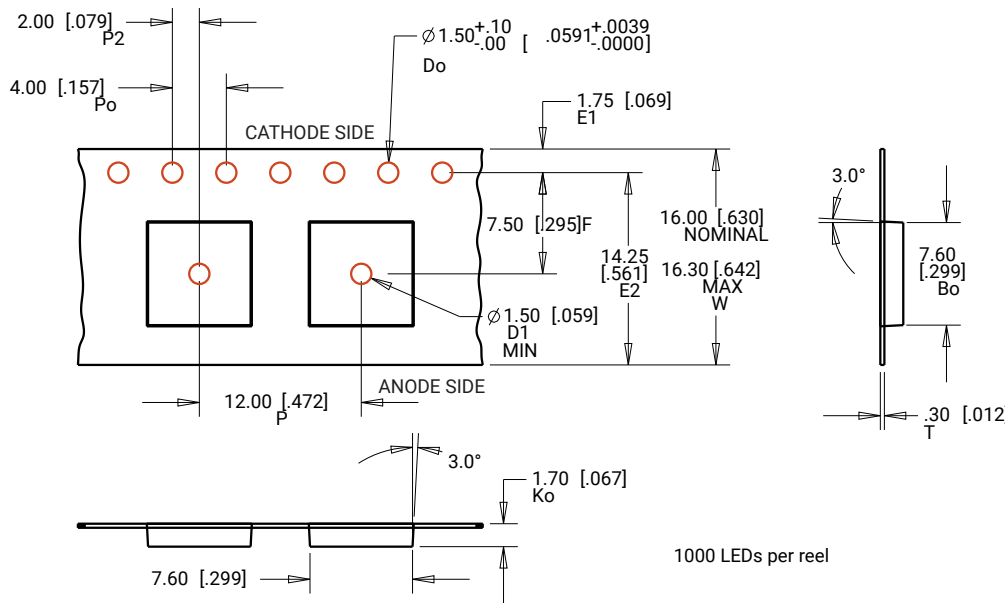 2.00 [.079]
P2
4.00 [.157]
Po
Ø 1.50 +.10 -.00 [ .0591 +.0039 -.0000]
Do
1.75 [.069]
E1
CATHODE SIDE
7.50 [.295]F
14.25
[.561]
E2
16.00 [.630]
NOMINAL
16.30 [.642]
MAX
W
Ø 1.50 [.059]
D1
MIN
ANODE SIDE
12.00 [.472]
P
3.0°
7.60
[.299]
Bo
.30 [.012]
T
3.0°
1.70 [.067]
Ko
7.60 [.299]
1000 LEDs per reel